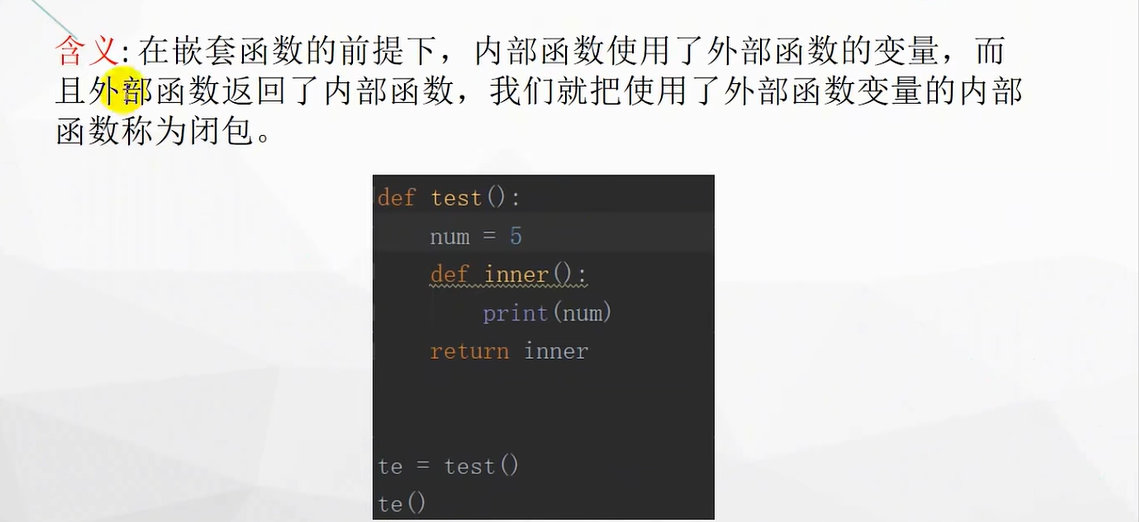 含义:在嵌套函数的前提下，内部函数使用了外部函数的变量，而
且外部函数返回了内部函数，我们就把使用了外部函数变量的内部
函数称为闭包。
def test():
    num = 5
    def inner():
        print(num)
    return inner
te = test()
te()